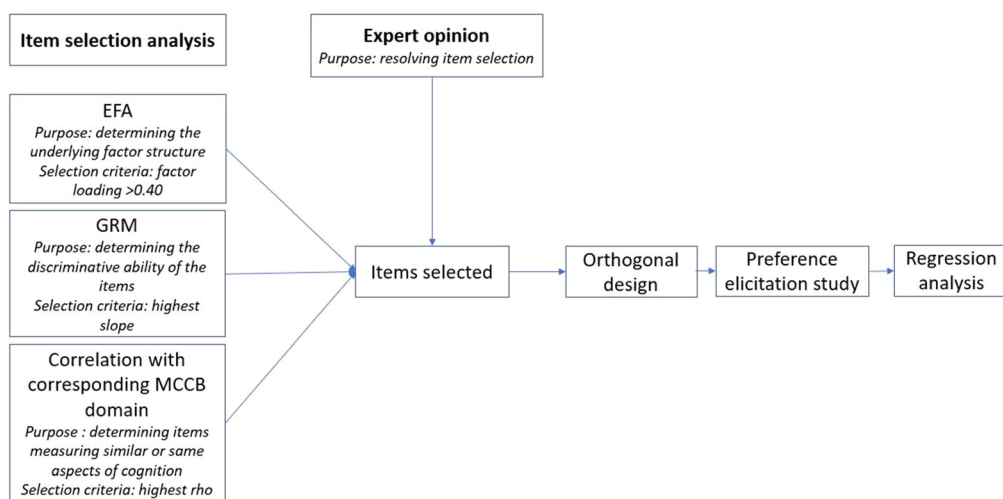 Item selection analysis
Expert opinion
Purpose: resolving item selection
EFA
Purpose: determining the
underlying factor structure
Selection criteria: factor
loading >0.40
GRM
Purpose: determining the
discriminative ability of the
items
Selection criteria: highest
slope
Correlation with
corresponding MCCB
domain
Purpose : determining items
measuring similar or same
aspects of cognition
Selection criteria: highest rho
Items selected
Orthogonal
design
Preference
elicitation study
Regression
analysis